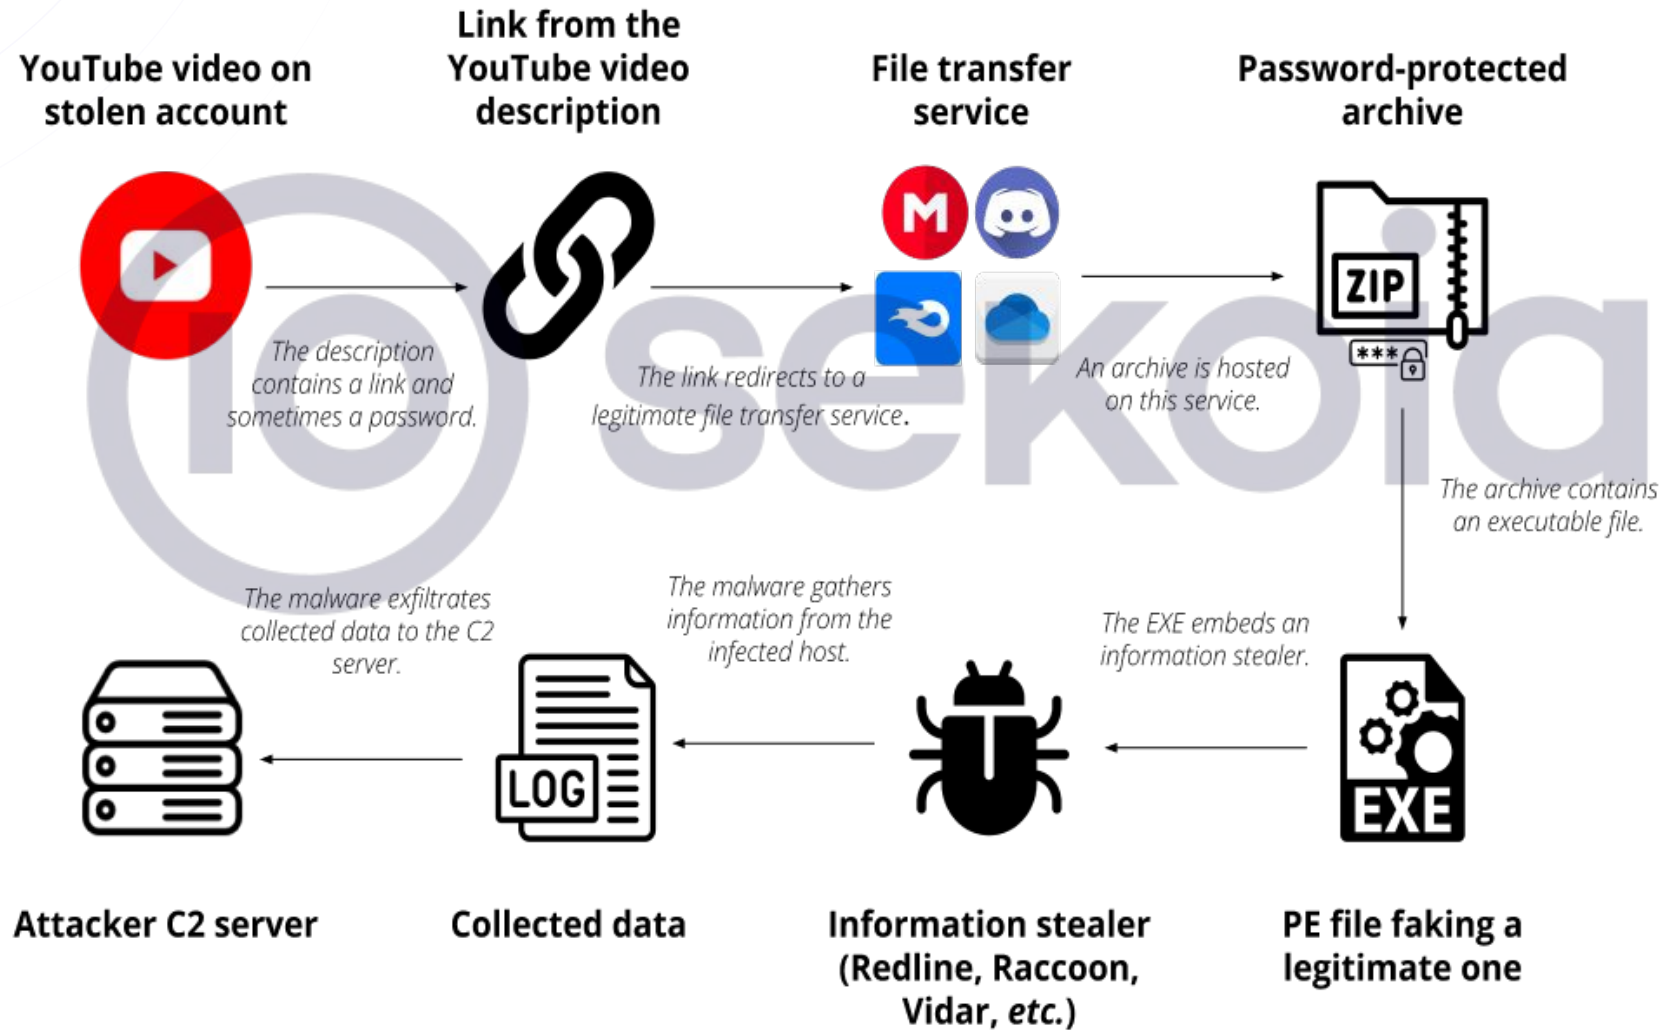 YouTube video on
stolen account
Link from the
YouTube video
description
File transfer
service
Password-protected
archive
M
ZIP
***
The description
contains a link and
sometimes a password.
The link redirects to a
legitimate file transfer service.
An archive is hosted
on this service.
The archive contains
an executable file.
io sekoia
The malware exfiltrates
collected data to the C2
server.
The malware gathers
information from the
infected host.
The EXE embeds an
information stealer.
LOG
EXE
Attacker C2 server
Collected data
Information stealer
(Redline, Raccoon,
Vidar, etc.)
PE file faking a
legitimate one